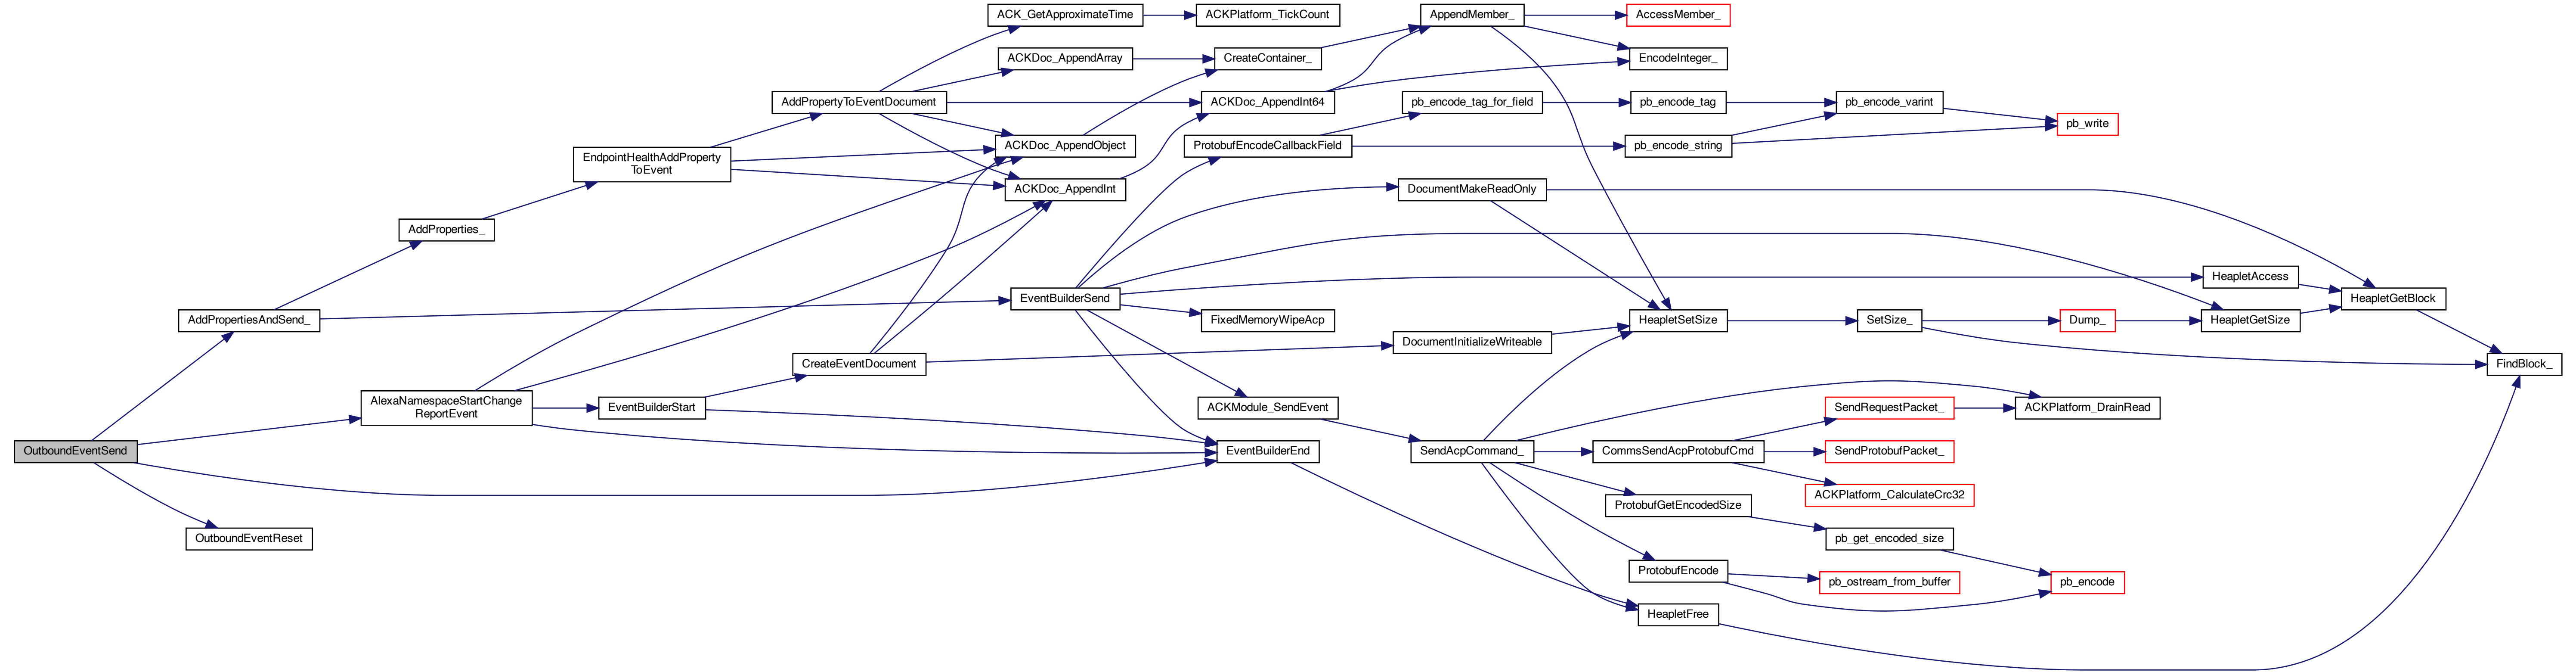 OutboundEventSend
AddPropertiesAndSend_
AlexaNamespaceStartChange
ReportEvent
OutboundEventReset
AddProperties_
EventBuilderStart
EndpointHealthAddProperty
ToEvent
AddPropertyToEventDocument
CreateEventDocument
ACK_GetApproximateTime
ACKDoc_AppendArray
ACKDoc_AppendObject
ACKDoc_AppendInt
EventBuilderSend
ACKPlatform_TickCount
CreateContainer_
ACKDoc_AppendInt64
ProtobufEncodeCallbackField
FixedMemoryWipeAcp
ACKModule_SendEvent
EventBuilderEnd
AppendMember_
pb_encode_tag_for_field
DocumentMakeReadOnly
DocumentInitializeWriteable
SendAcpCommand_
AccessMember_
EncodeInteger_
pb_encode_tag
pb_encode_string
HeapletSetSize
CommsSendAcpProtobufCmd
ProtobufGetEncodedSize
ProtobufEncode
HeapletFree
pb_encode_varint
SetSize_
SendRequestPacket_
SendProtobufPacket_
ACKPlatform_CalculateCrc32
pb_get_encoded_size
pb_ostream_from_buffer
pb_write
Dump_
ACKPlatform_DrainRead
pb_encode
HeapletAccess
HeapletGetSize
HeapletGetBlock
FindBlock_